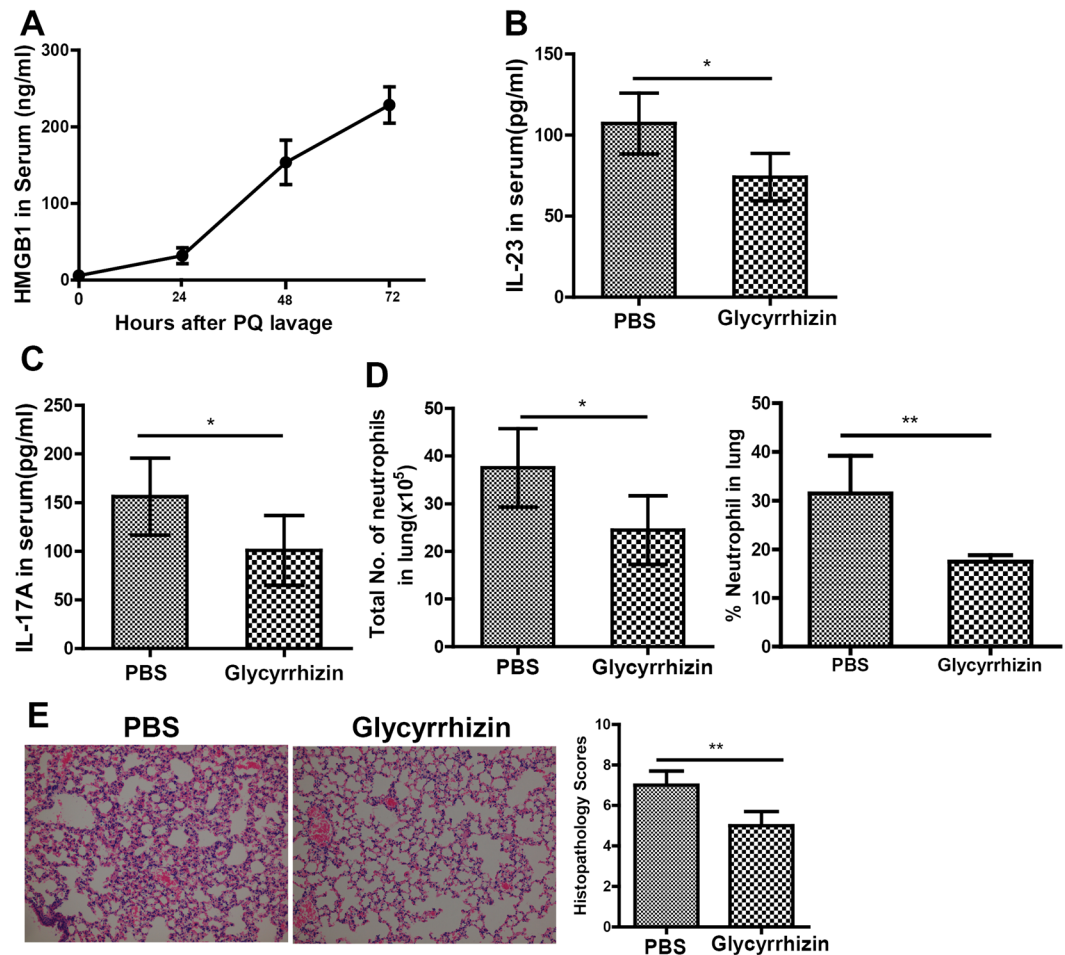 A
HMGB1 in Serum (ng/ml)
300
200
100
0
0 24 48 72
Hours after PQ lavage
B
IL-23 in serum(pg/ml)
150
100
50
0
*
PBS Glycyrrhizin
C
IL-17A in serum(pg/ml)
250
200
150
100
50
0
*
PBS Glycyrrhizin
D
Total No. of neutrophils
in lung(x10⁵)
50
40
30
20
10
0
*
PBS Glycyrrhizin
% Neutrophil in lung
50
40
30
20
10
0
**
PBS Glycyrrhizin
E
PBS Glycyrrhizin
Histopathology Scores
10
8
6
4
2
0
**
PBS Glycyrrhizin